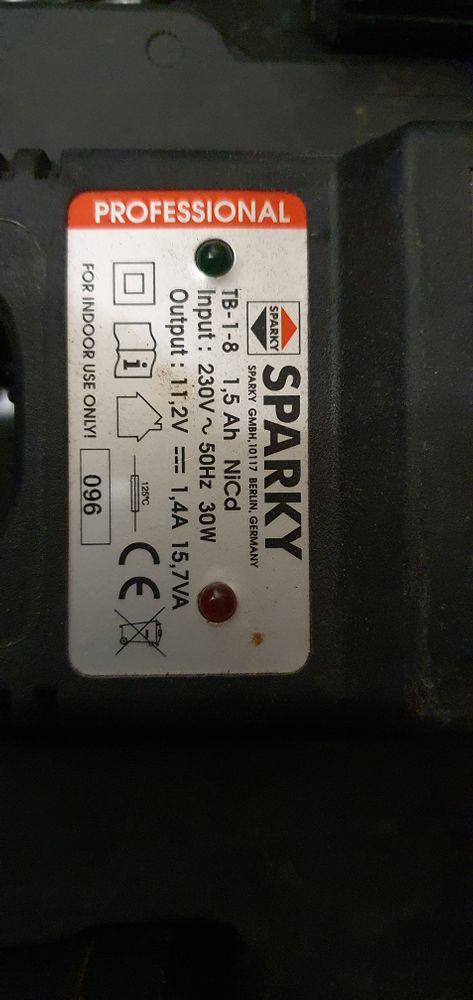 PROFESSIONAL
SPARKY
SPARKY
SPARKY GMBH,10117 BERLIN, GERMANY
TB-1-8 1,5 Ah NiCd
Input : 230V ~ 50Hz 30W
Output : 11,2V ⎓ 1,4A 15,7VA
i
125°C
CE
FOR INDOOR USE ONLY!
096